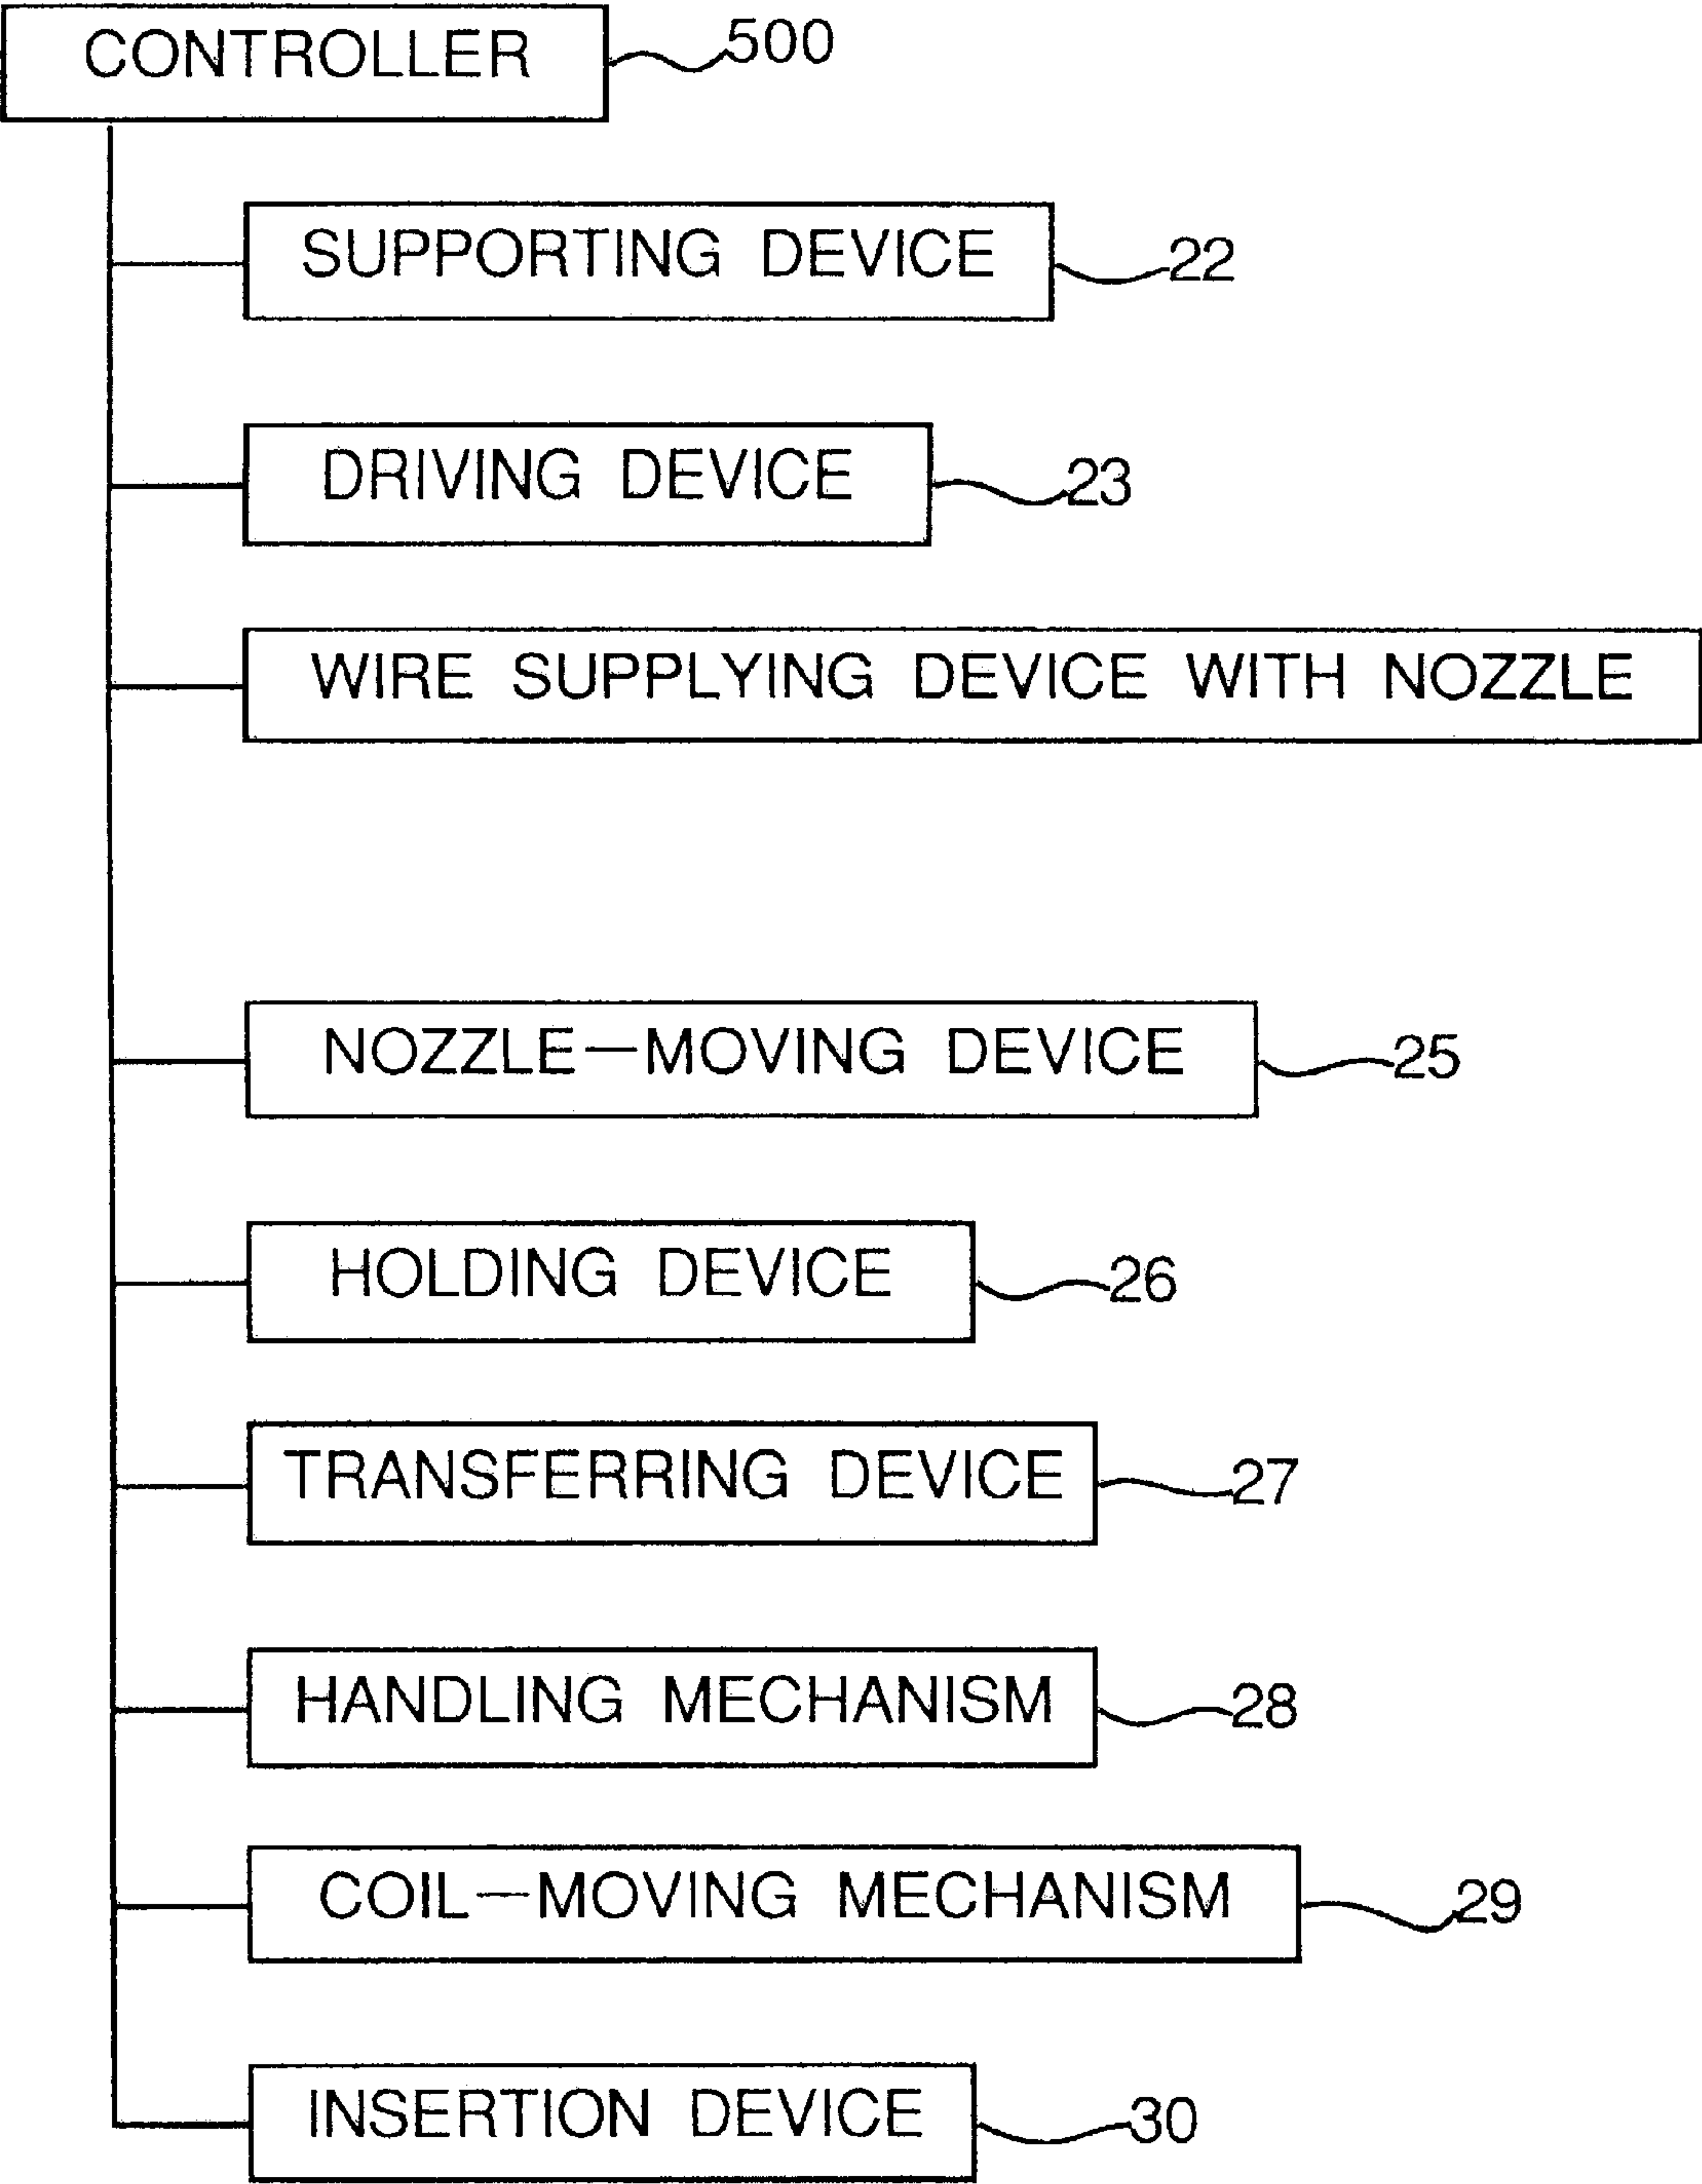 CONTROLLER 500
SUPPORTING DEVICE 22
DRIVING DEVICE 23
WIRE SUPPLYING DEVICE WITH NOZZLE
NOZZLE—MOVING DEVICE 25
HOLDING DEVICE 26
TRANSFERRING DEVICE 27
HANDLING MECHANISM 28
COIL—MOVING MECHANISM 29
INSERTION DEVICE 30